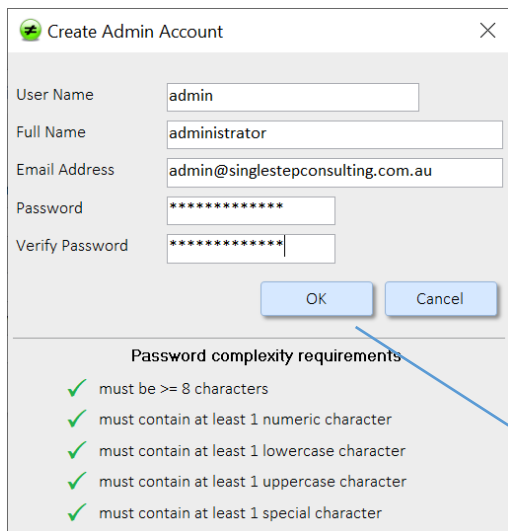 Create Admin Account
User Name admin
Full Name administrator
Email Address admin@singlestepconsulting.com.au
Password *************
Verify Password *************
OK Cancel
Password complexity requirements
must be >= 8 characters
must contain at least 1 numeric character
must contain at least 1 lowercase character
must contain at least 1 uppercase character
must contain at least 1 special character